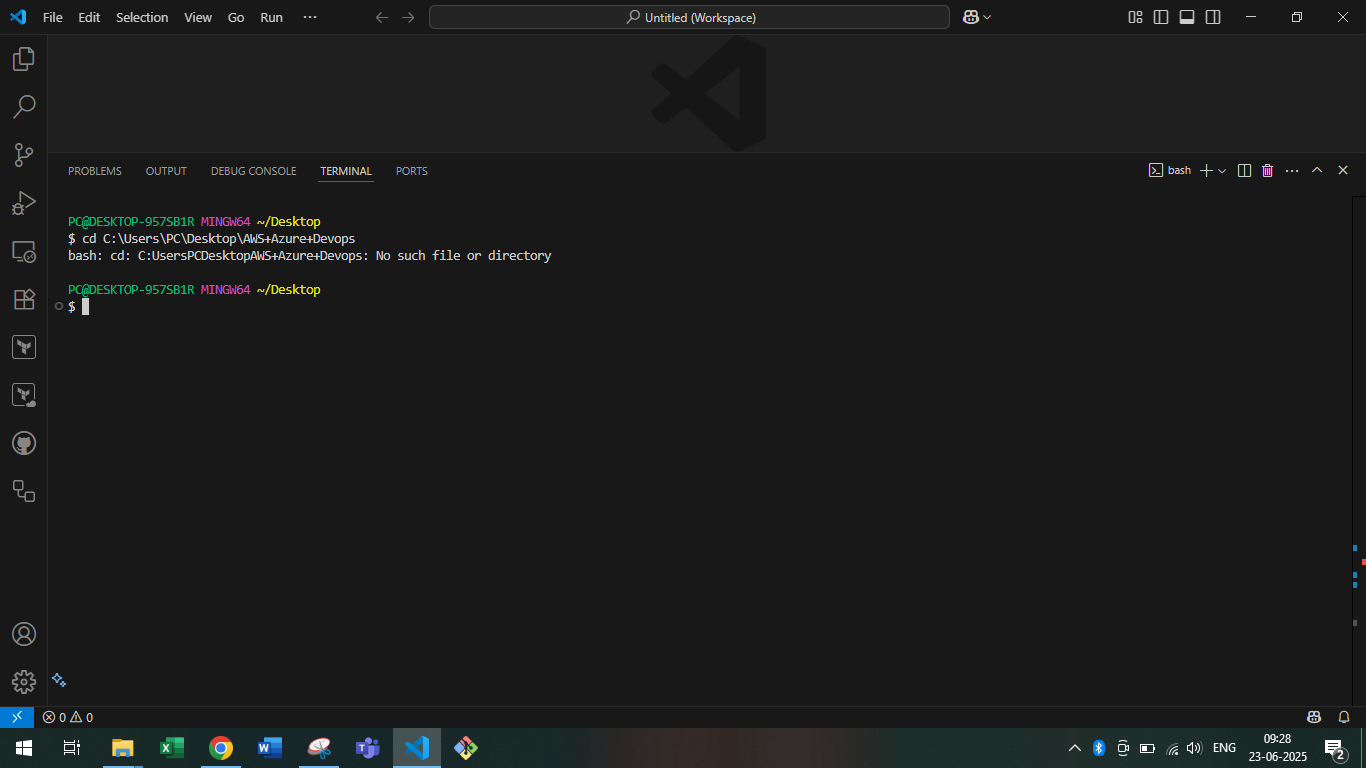 File Edit Selection View Go Run ···
Untitled (Workspace)
PROBLEMS OUTPUT DEBUG CONSOLE TERMINAL PORTS
bash
PC@DESKTOP-957SB1R MINGW64 ~/Desktop
$ cd C:\Users\PC\Desktop\AWS+Azure+Devops
bash: cd: C:UsersPCDesktopAWS+Azure+Devops: No such file or directory
PC@DESKTOP-957SB1R MINGW64 ~/Desktop
$
0 0
ENG
09:28
23-06-2025
2